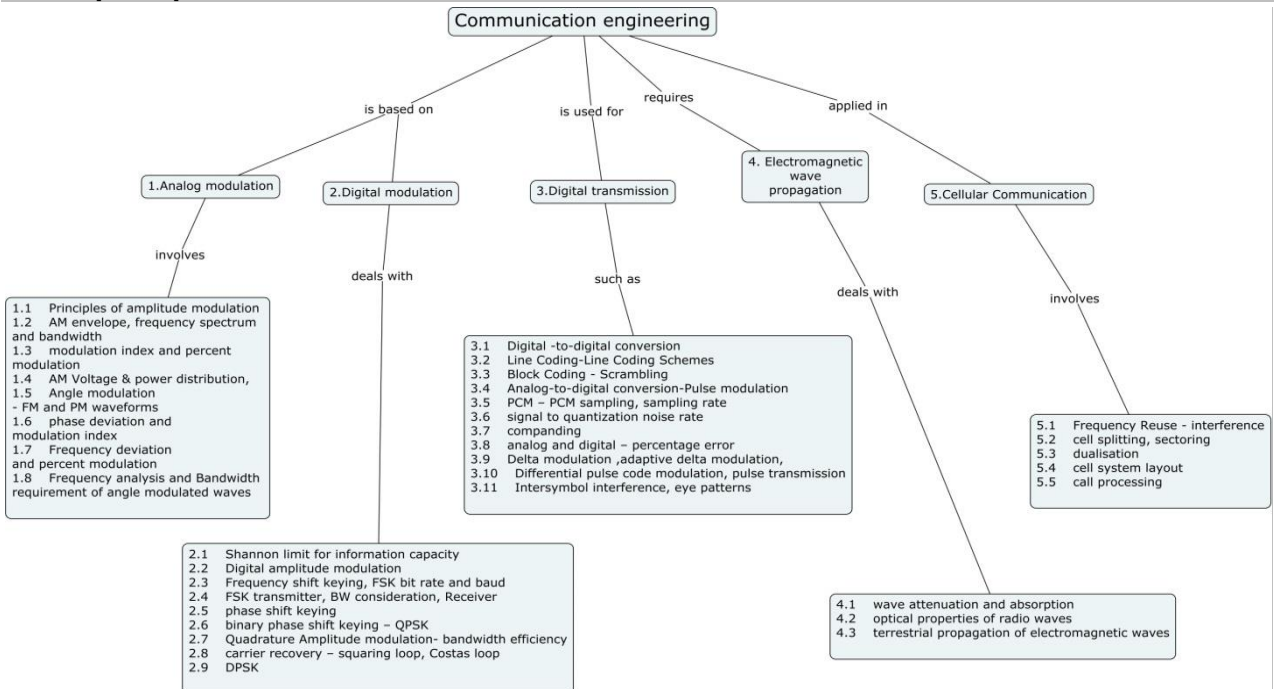 Communication engineering
is based on
is used for
requires
applied in
1.Analog modulation
2.Digital modulation
3.Digital transmission
4. Electromagnetic
wave
propagation
5.Cellular Communication
involves
deals with
such as
deals with
involves
1.1 Principles of amplitude modulation
1.2 AM envelope, frequency spectrum
and bandwidth
1.3 modulation index and percent
modulation
1.4 AM Voltage & power distribution,
1.5 Angle modulation
- FM and PM waveforms
1.6 phase deviation and
modulation index
1.7 Frequency deviation
and percent modulation
1.8 Frequency analysis and Bandwidth
requirement of angle modulated waves
2.1 Shannon limit for information capacity
2.2 Digital amplitude modulation
2.3 Frequency shift keying, FSK bit rate and baud
2.4 FSK transmitter, BW consideration, Receiver
2.5 phase shift keying
2.6 binary phase shift keying – QPSK
2.7 Quadrature Amplitude modulation- bandwidth efficiency
2.8 carrier recovery – squaring loop, Costas loop
2.9 DPSK
3.1 Digital -to-digital conversion
3.2 Line Coding-Line Coding Schemes
3.3 Block Coding - Scrambling
3.4 Analog-to-digital conversion-Pulse modulation
3.5 PCM – PCM sampling, sampling rate
3.6 signal to quantization noise rate
3.7 companding
3.8 analog and digital – percentage error
3.9 Delta modulation ,adaptive delta modulation,
3.10 Differential pulse code modulation, pulse transmission
3.11 Intersymbol interference, eye patterns
4.1 wave attenuation and absorption
4.2 optical properties of radio waves
4.3 terrestrial propagation of electromagnetic waves
5.1 Frequency Reuse - interference
5.2 cell splitting, sectoring
5.3 dualisation
5.4 cell system layout
5.5 call processing